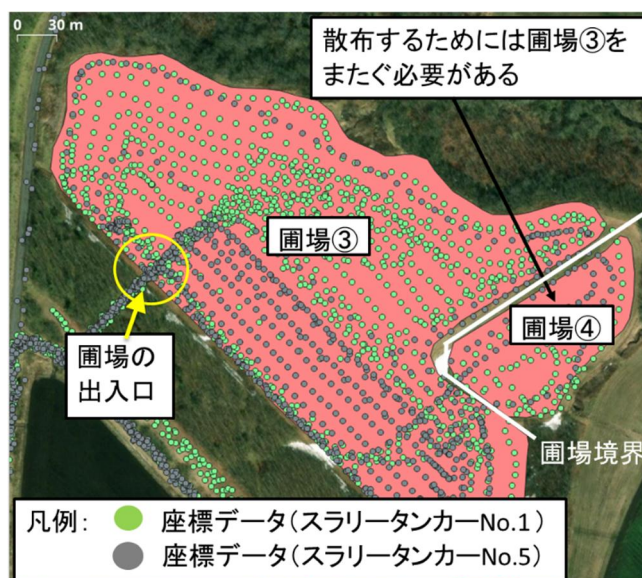 0 30 m
散布するためには圃場③を
またぐ必要がある
圃場③
圃場④
圃場の
出入口
圃場境界
凡例: 座標データ(スラリータンカーNo.1)
座標データ(スラリータンカーNo.5)